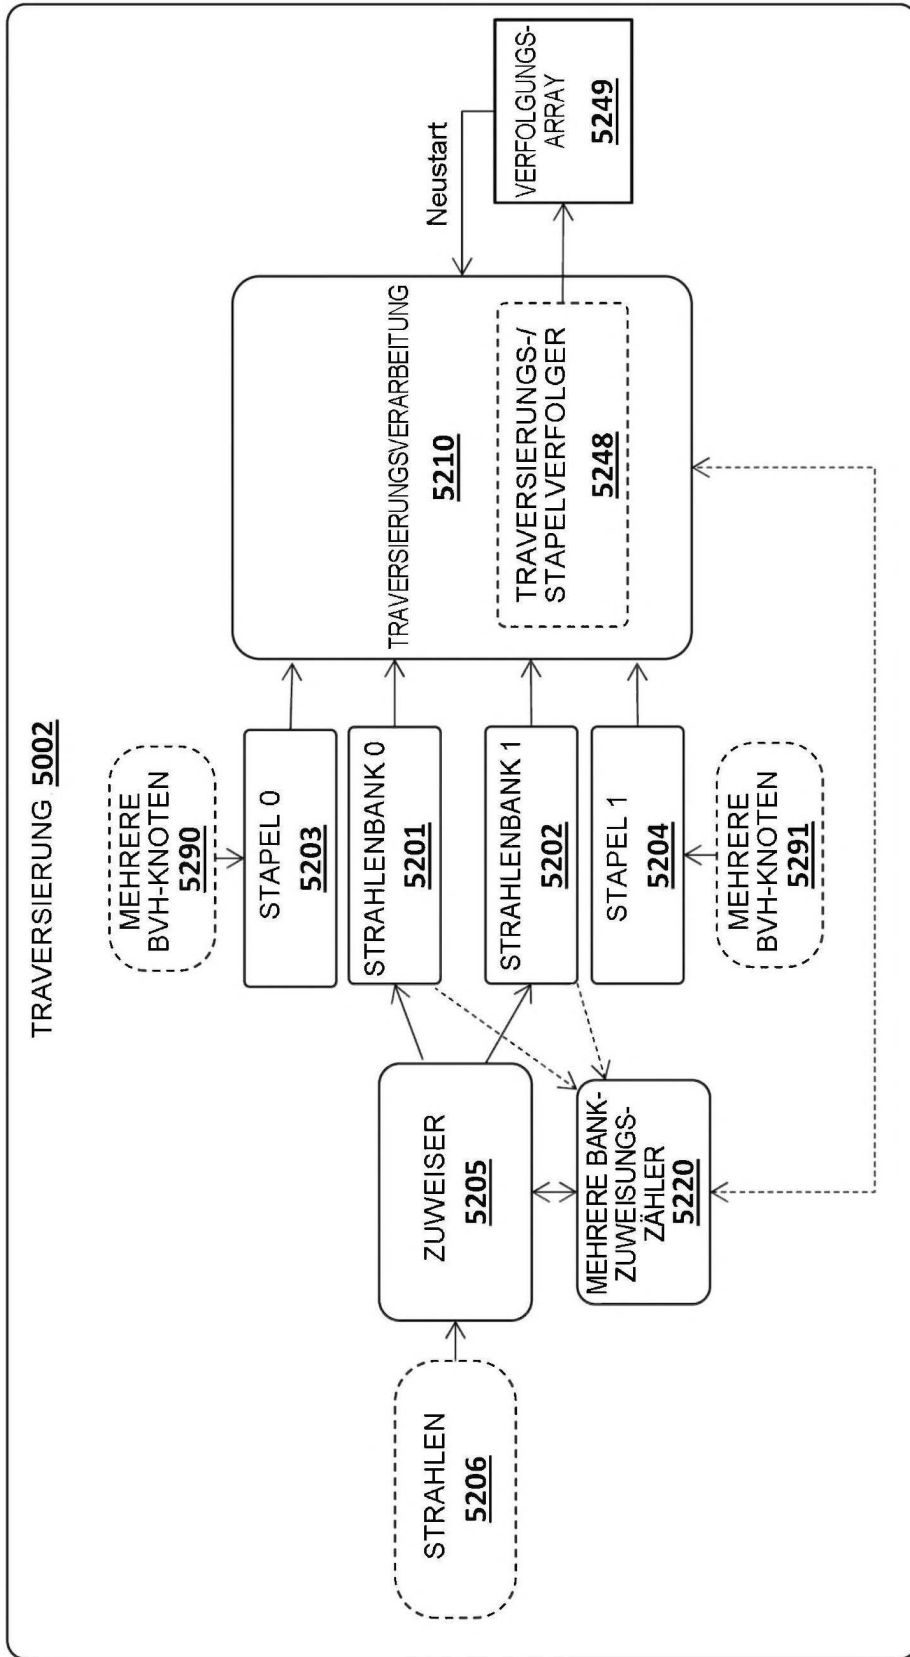 TRAVERSIERUNG 5002
STRAHLEN
5206
ZUWEISER
5205
MEHRERE BANK-
ZUWEISUNGS-
ZÄHLER
5220
MEHRERE
BVH-KNOTEN
5290
STAPEL 0
5203
STRAHLENBANK 0
5201
STRAHLENBANK 1
5202
STAPEL 1
5204
MEHRERE
BVH-KNOTEN
5291
TRAVERSIERUNGSVERARBEITUNG
5210
TRAVERSIERUNGS-/
STAPELVERFOLGER
5248
Neustart
VERFOLGUNGS-
ARRAY
5249